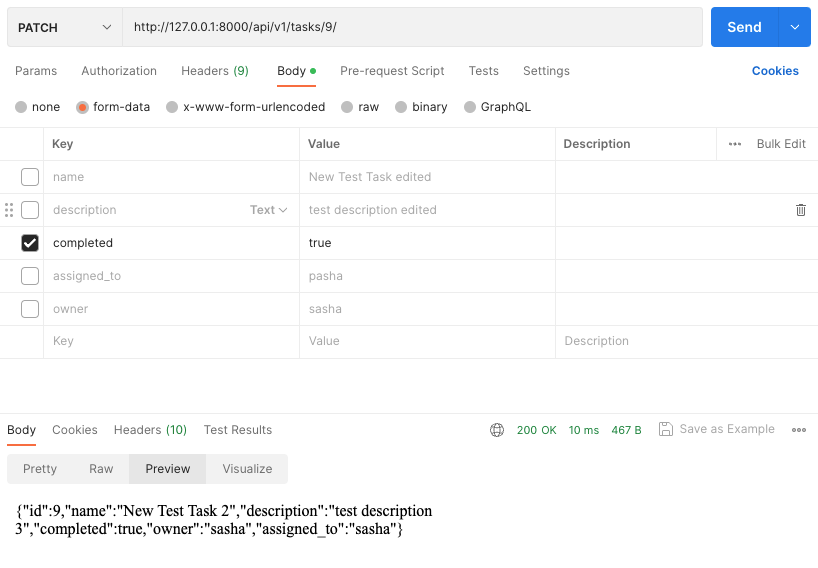 PATCH http://127.0.0.1:8000/api/v1/tasks/9/ Send
Params Authorization Headers (9) Body Pre-request Script Tests Settings Cookies
none form-data x-www-form-urlencoded raw binary GraphQL
Key Value Description ••• Bulk Edit
name New Test Task edited
description Text test description edited
completed true
assigned_to pasha
owner sasha
Key Value Description
Body Cookies Headers (10) Test Results 200 OK 10 ms 467 B Save as Example •••
Pretty Raw Preview Visualize
{"id":9,"name":"New Test Task 2","description":"test description
3","completed":true,"owner":"sasha","assigned_to":"sasha"}